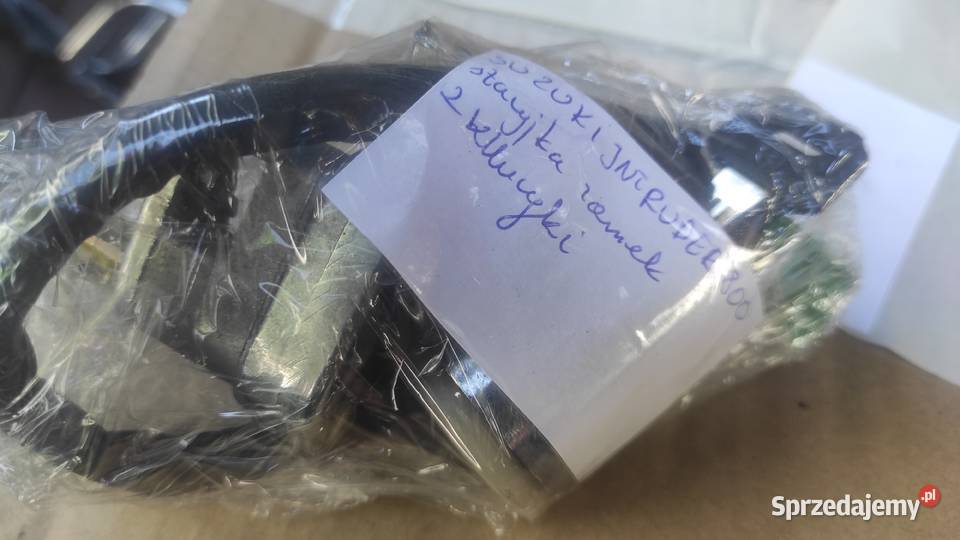 SUZUKI INTRUDER 800
stacyjka zamek
2 kluczyki
Sprzedajemy.pl